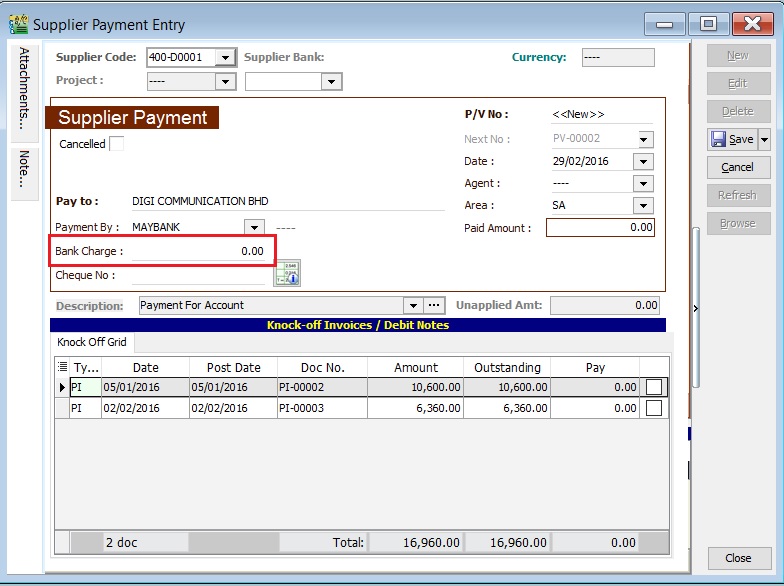 Supplier Payment Entry
Attachments...
Note...
Supplier Code: 400-D0001 Supplier Bank: Currency: ----
Project : ----
Supplier Payment
Cancelled
P/V No : <<New>>
Next No : PV-00002
Date : 29/02/2016
Agent : ----
Pay to : DIGI COMMUNICATION BHD
Area : SA
Payment By : MAYBANK ----
Paid Amount : 0.00
Bank Charge : 0.00
Cheque No :
Description: Payment For Account ... Unapplied Amt: 0.00
Knock-off Invoices / Debit Notes
Knock Off Grid
Ty... Date Post Date Doc No. Amount Outstanding Pay
PI 05/01/2016 05/01/2016 PI-00002 10,600.00 10,600.00 0.00
PI 02/02/2016 02/02/2016 PI-00003 6,360.00 6,360.00 0.00
2 doc Total: 16,960.00 16,960.00 0.00
New
Edit
Delete
Save
Cancel
Refresh
Browse
Close